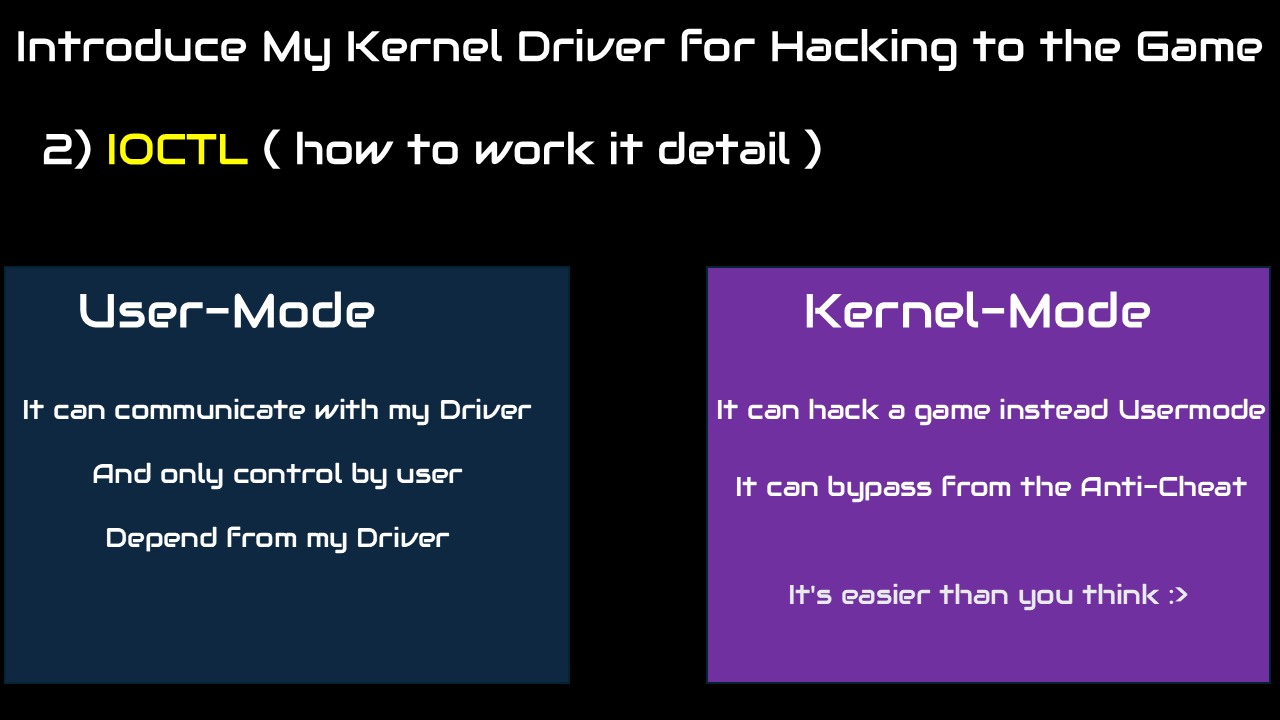 Introduce My Kernel Driver for Hacking to the Game
2) IOCTL ( how to work it detail )
User-Mode
It can communicate with my Driver
And only control by user
Depend from my Driver
Kernel-Mode
It can hack a game instead Usermode
It can bypass from the Anti-Cheat
It's easier than you think :>